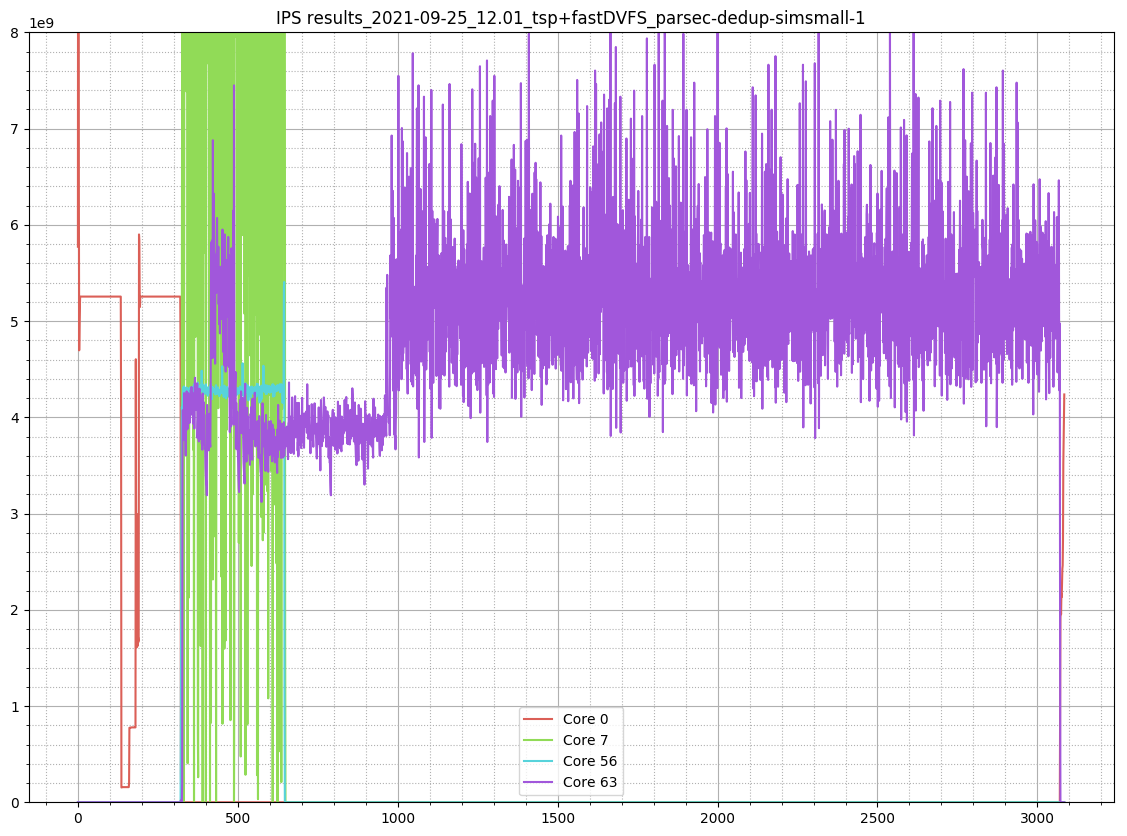 IPS results_2021-09-25_12.01_tsp+fastDVFS_parsec-dedup-simsmall-1
1e9
8
7
6
5
4
3
2
1
0
Core 0
Core 7
Core 56
Core 63
0 500 1000 1500 2000 2500 3000